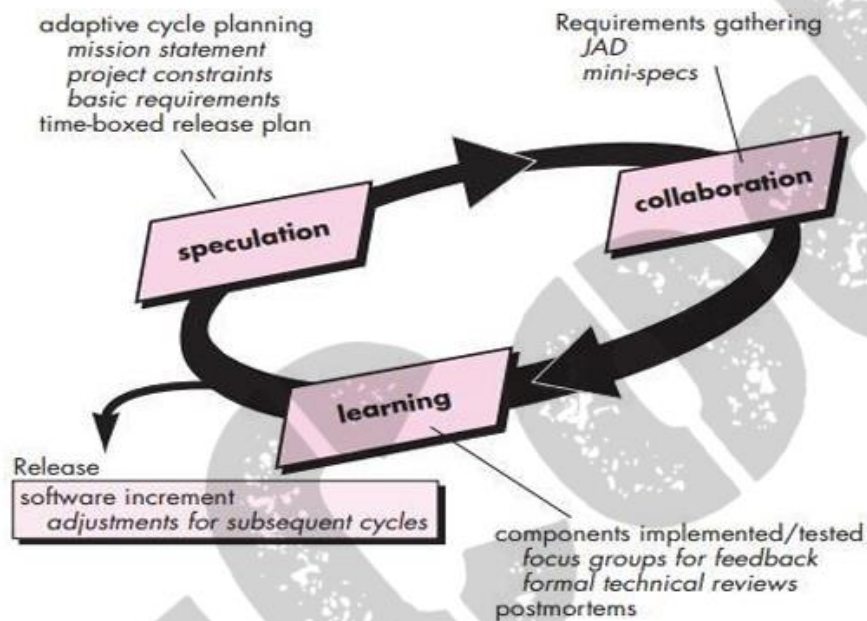 adaptive cycle planning
mission statement
project constraints
basic requirements
time-boxed release plan
Requirements gathering
JAD
mini-specs
speculation
collaboration
learning
Release
software increment
adjustments for subsequent cycles
components implemented/tested
focus groups for feedback
formal technical reviews
postmortems